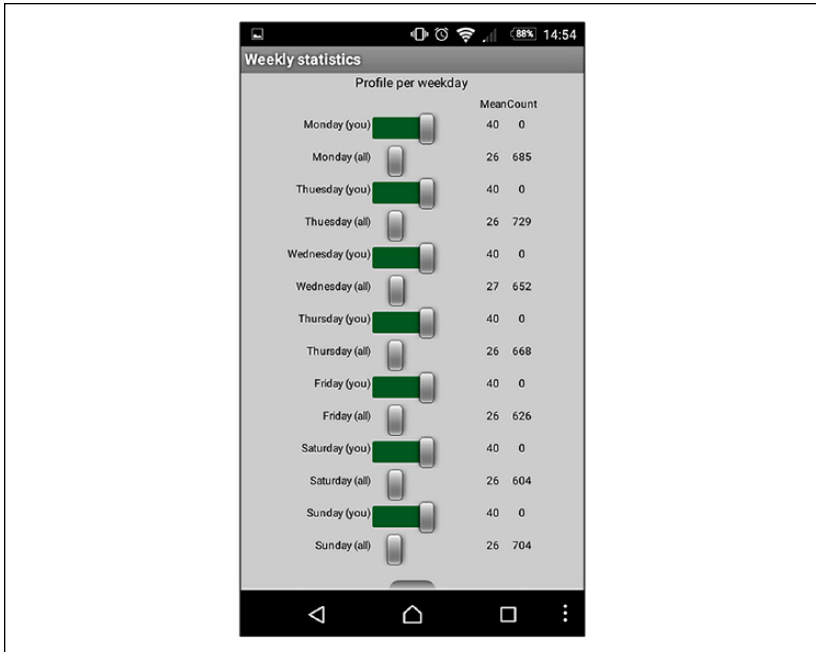 88% 14:54
Weekly statistics
Profile per weekday
MeanCount
Monday (you) 40 0
Monday (all) 26 685
Thuesday (you) 40 0
Thuesday (all) 26 729
Wednesday (you) 40 0
Wednesday (all) 27 652
Thursday (you) 40 0
Thursday (all) 26 668
Friday (you) 40 0
Friday (all) 26 626
Saturday (you) 40 0
Saturday (all) 26 604
Sunday (you) 40 0
Sunday (all) 26 704